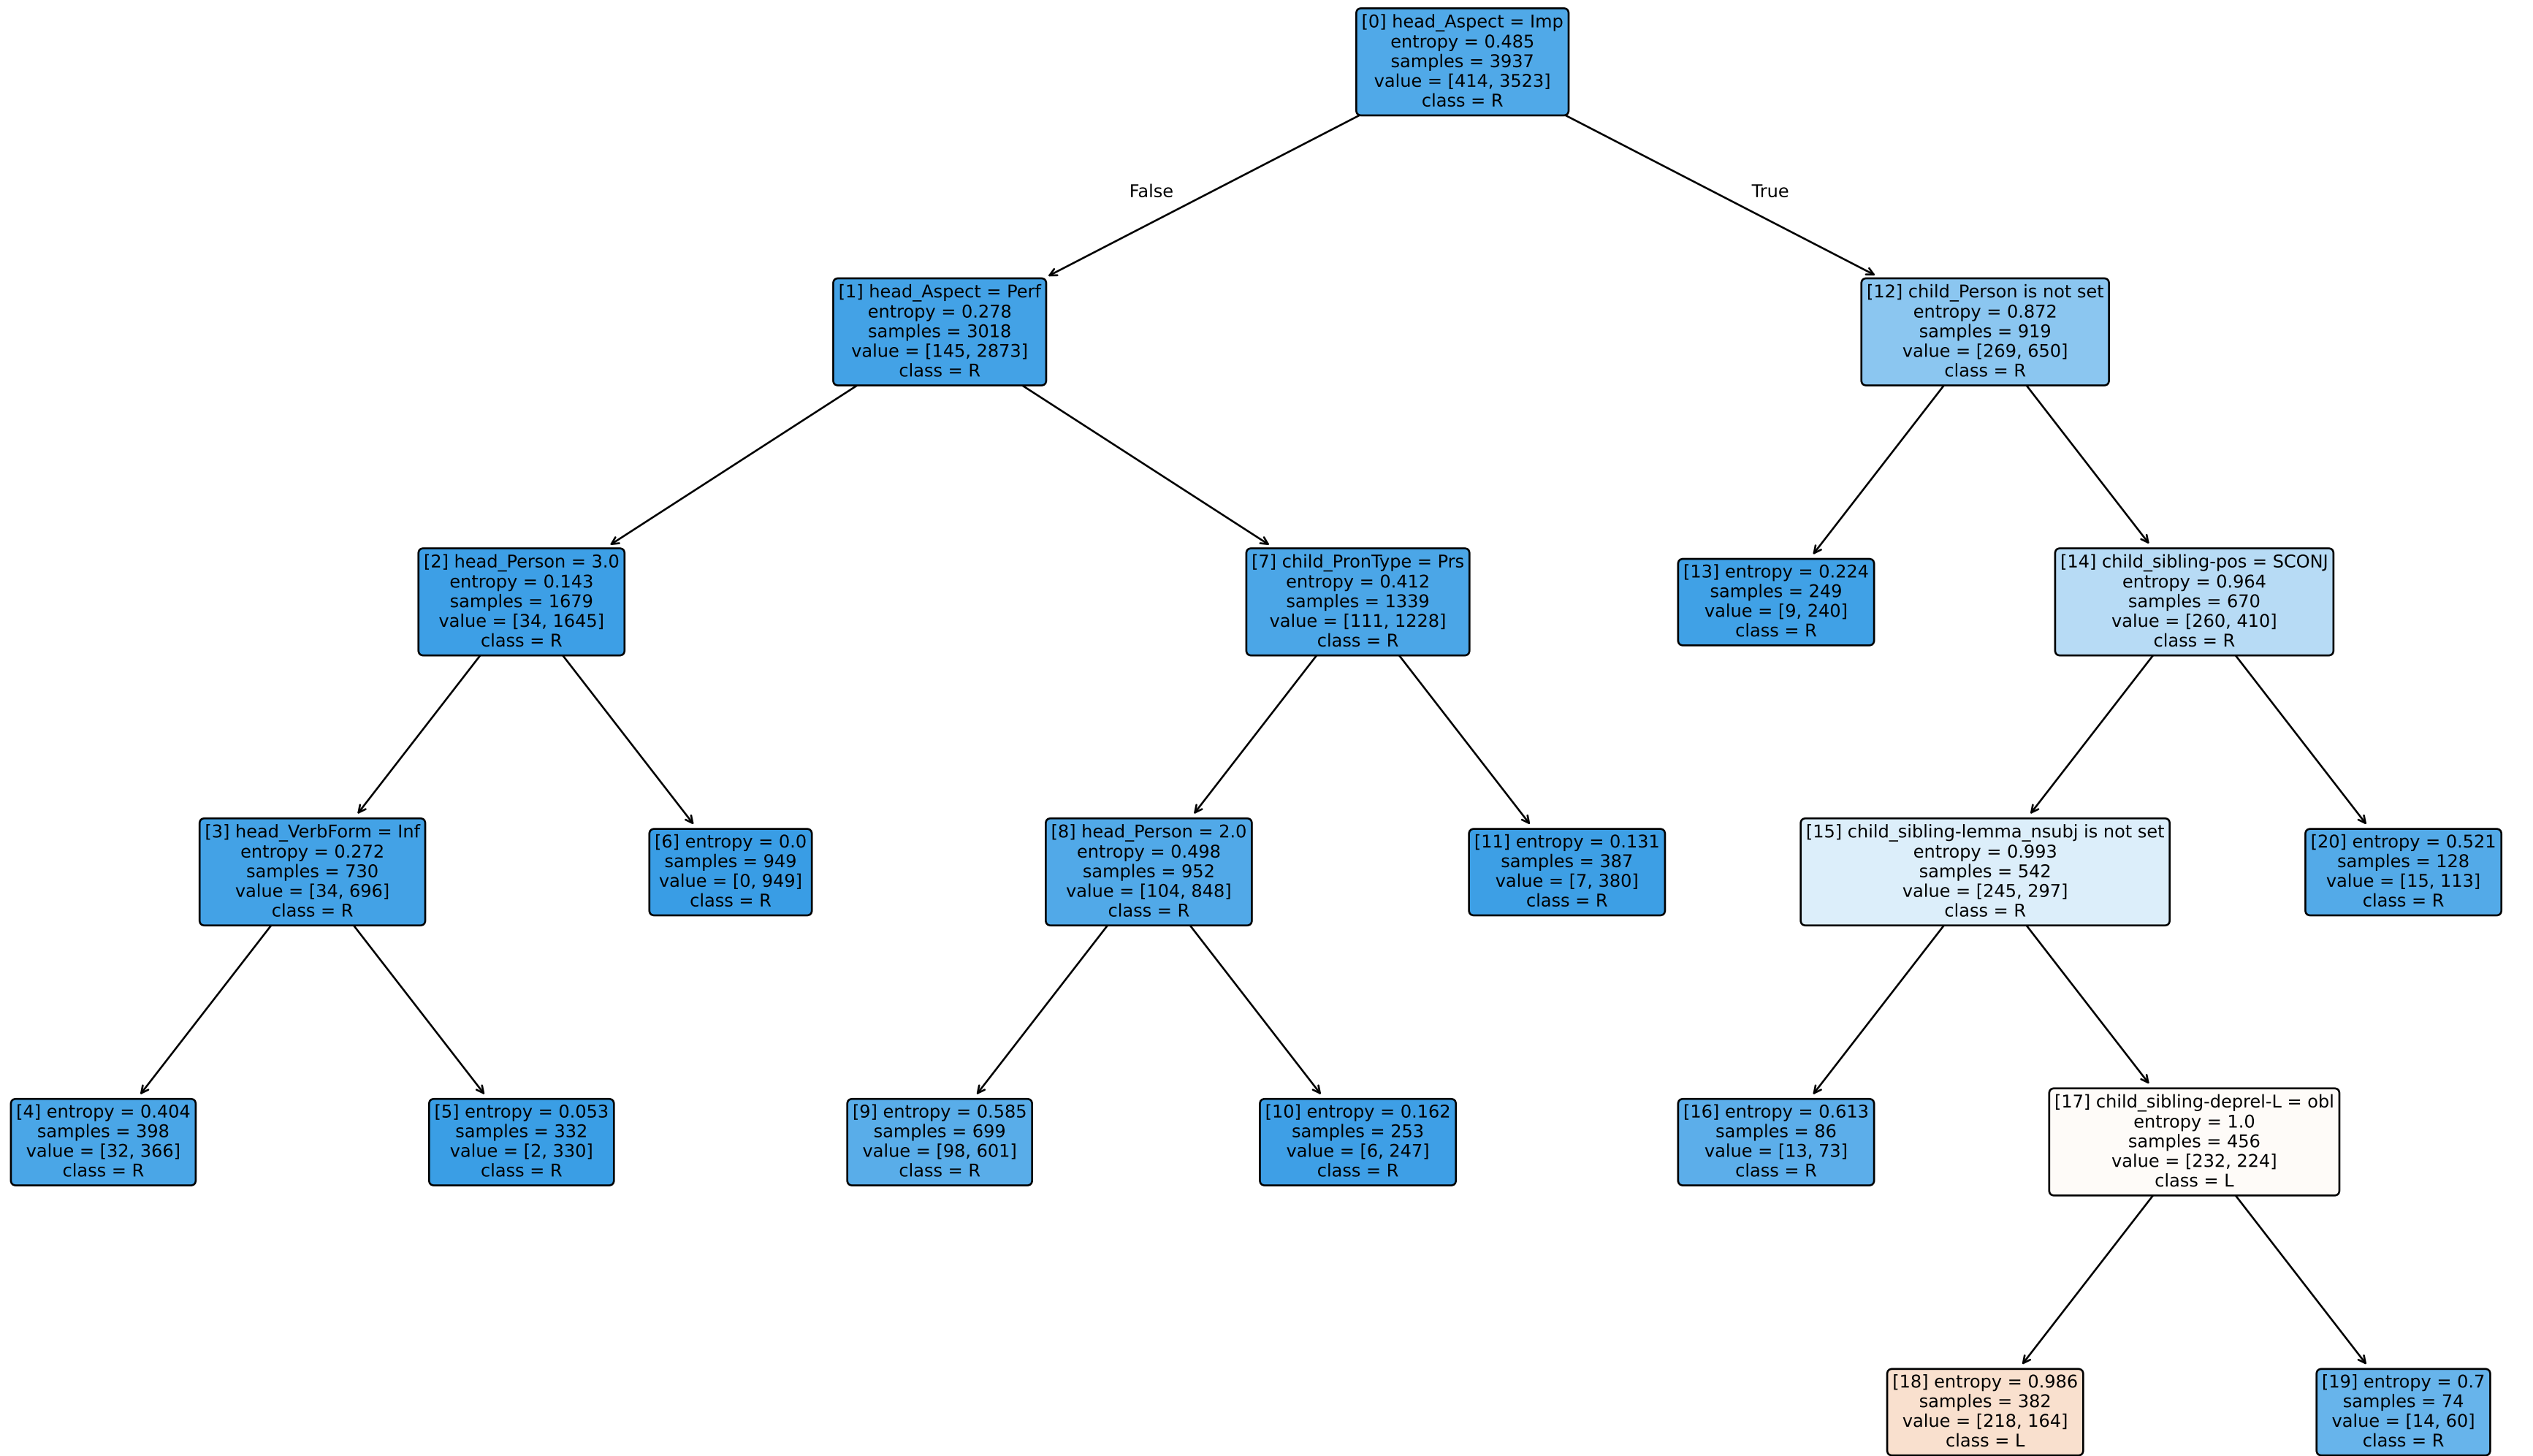 [0] head_Aspect = Imp
entropy = 0.485
samples = 3937
value = [414, 3523]
class = R
False
True
[1] head_Aspect = Perf
entropy = 0.278
samples = 3018
value = [145, 2873]
class = R
[12] child_Person is not set
entropy = 0.872
samples = 919
value = [269, 650]
class = R
[2] head_Person = 3.0
entropy = 0.143
samples = 1679
value = [34, 1645]
class = R
[7] child_PronType = Prs
entropy = 0.412
samples = 1339
value = [111, 1228]
class = R
[13] entropy = 0.224
samples = 249
value = [9, 240]
class = R
[14] child_sibling-pos = SCONJ
entropy = 0.964
samples = 670
value = [260, 410]
class = R
[3] head_VerbForm = Inf
entropy = 0.272
samples = 730
value = [34, 696]
class = R
[6] entropy = 0.0
samples = 949
value = [0, 949]
class = R
[8] head_Person = 2.0
entropy = 0.498
samples = 952
value = [104, 848]
class = R
[11] entropy = 0.131
samples = 387
value = [7, 380]
class = R
[15] child_sibling-lemma_nsubj is not set
entropy = 0.993
samples = 542
value = [245, 297]
class = R
[20] entropy = 0.521
samples = 128
value = [15, 113]
class = R
[4] entropy = 0.404
samples = 398
value = [32, 366]
class = R
[5] entropy = 0.053
samples = 332
value = [2, 330]
class = R
[9] entropy = 0.585
samples = 699
value = [98, 601]
class = R
[10] entropy = 0.162
samples = 253
value = [6, 247]
class = R
[16] entropy = 0.613
samples = 86
value = [13, 73]
class = R
[17] child_sibling-deprel-L = obl
entropy = 1.0
samples = 456
value = [232, 224]
class = L
[18] entropy = 0.986
samples = 382
value = [218, 164]
class = L
[19] entropy = 0.7
samples = 74
value = [14, 60]
class = R